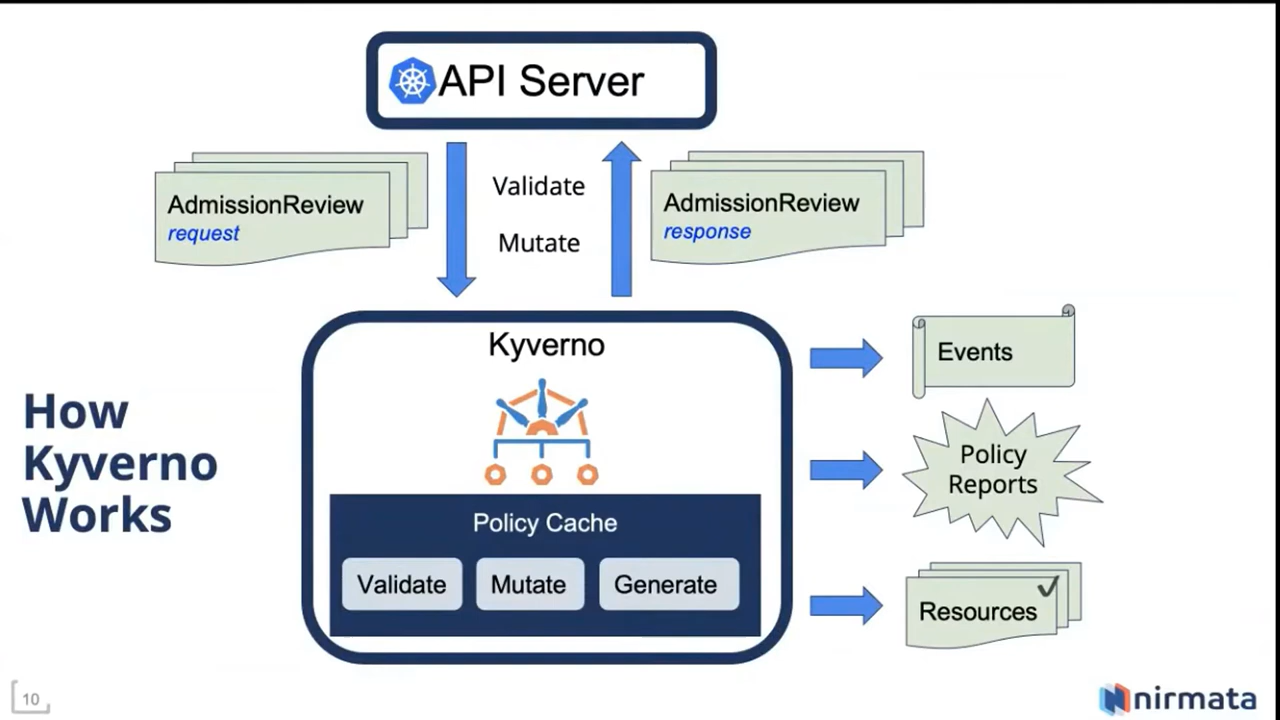 API Server
AdmissionReview
request
Validate
Mutate
AdmissionReview
response
Kyverno
Policy Cache
Validate
Mutate
Generate
How
Kyverno
Works
Events
Policy
Reports
Resources
10
nirmata